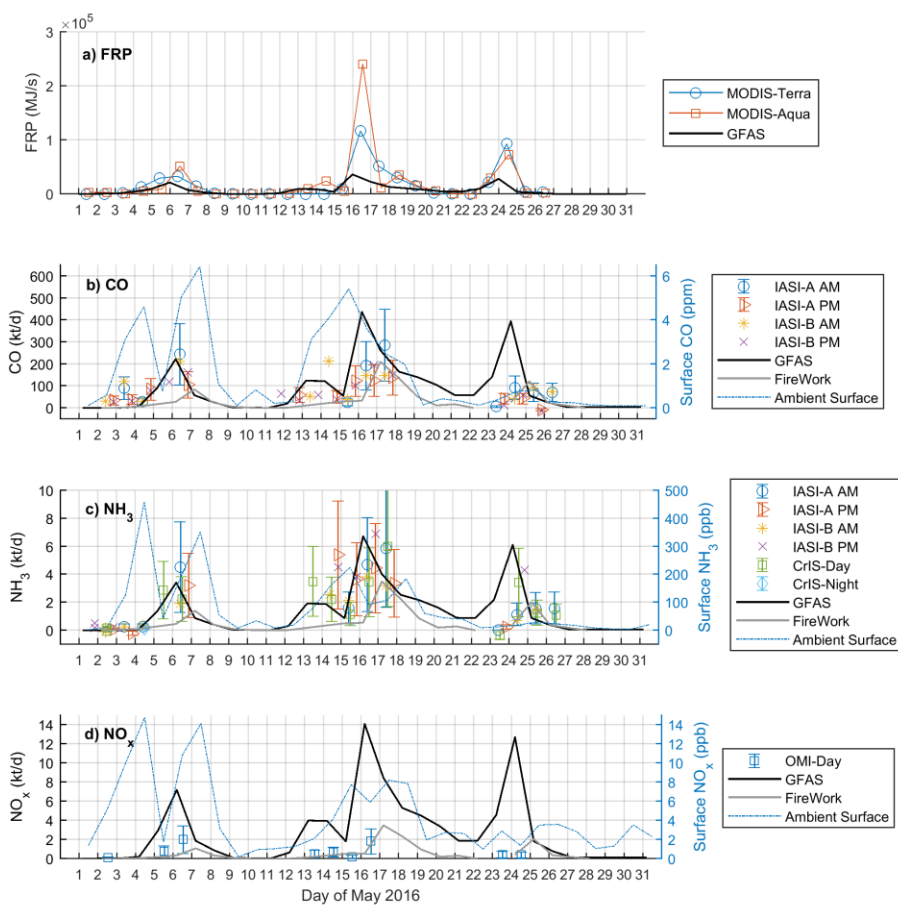 ×10⁵
3
2
1
0
a) FRP
FRP (MJ/s)
1 2 3 4 5 6 7 8 9 10 11 12 13 14 15 16 17 18 19 20 21 22 23 24 25 26 27 28 29 30 31
MODIS-Terra
MODIS-Aqua
GFAS
600
500
400
300
200
100
0
b) CO
CO (kt/d)
6
4
2
0
Surface CO (ppm)
1 2 3 4 5 6 7 8 9 10 11 12 13 14 15 16 17 18 19 20 21 22 23 24 25 26 27 28 29 30 31
IASI-A AM
IASI-A PM
IASI-B AM
IASI-B PM
GFAS
FireWork
Ambient Surface
10
8
6
4
2
0
c) NH₃
NH₃ (kt/d)
500
400
300
200
100
0
Surface NH₃ (ppb)
1 2 3 4 5 6 7 8 9 10 11 12 13 14 15 16 17 18 19 20 21 22 23 24 25 26 27 28 29 30 31
IASI-A AM
IASI-A PM
IASI-B AM
IASI-B PM
CrIS-Day
CrIS-Night
GFAS
FireWork
Ambient Surface
14
12
10
8
6
4
2
0
d) NOₓ
NOₓ (kt/d)
14
12
10
8
6
4
2
0
Surface NOₓ (ppb)
1 2 3 4 5 6 7 8 9 10 11 12 13 14 15 16 17 18 19 20 21 22 23 24 25 26 27 28 29 30 31
Day of May 2016
OMI-Day
GFAS
FireWork
Ambient Surface